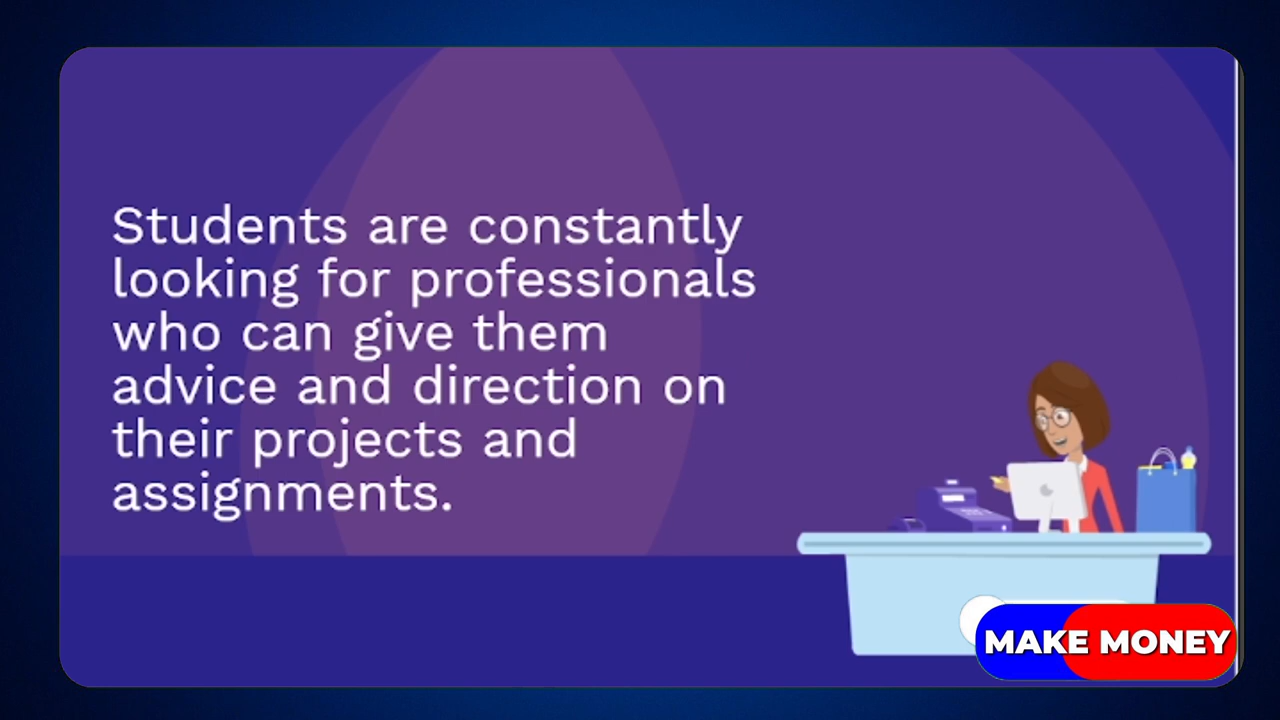 Students are constantly
looking for professionals
who can give them
advice and direction on
their projects and
assignments.
MAKE MONEY